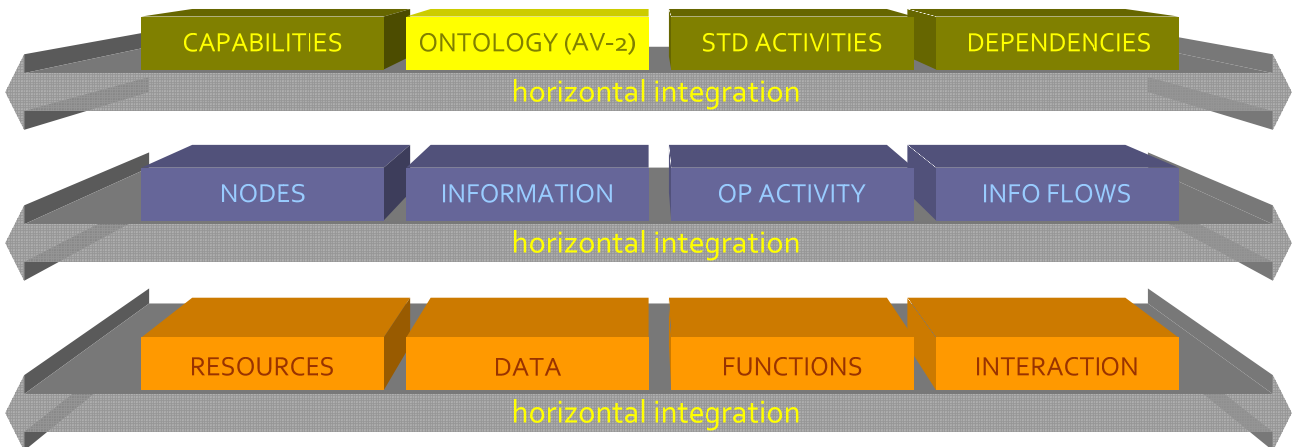 CAPABILITIES ONTOLOGY (AV-2) STD ACTIVITIES DEPENDENCIES
horizontal integration
NODES INFORMATION OP ACTIVITY INFO FLOWS
horizontal integration
RESOURCES DATA FUNCTIONS INTERACTION
horizontal integration